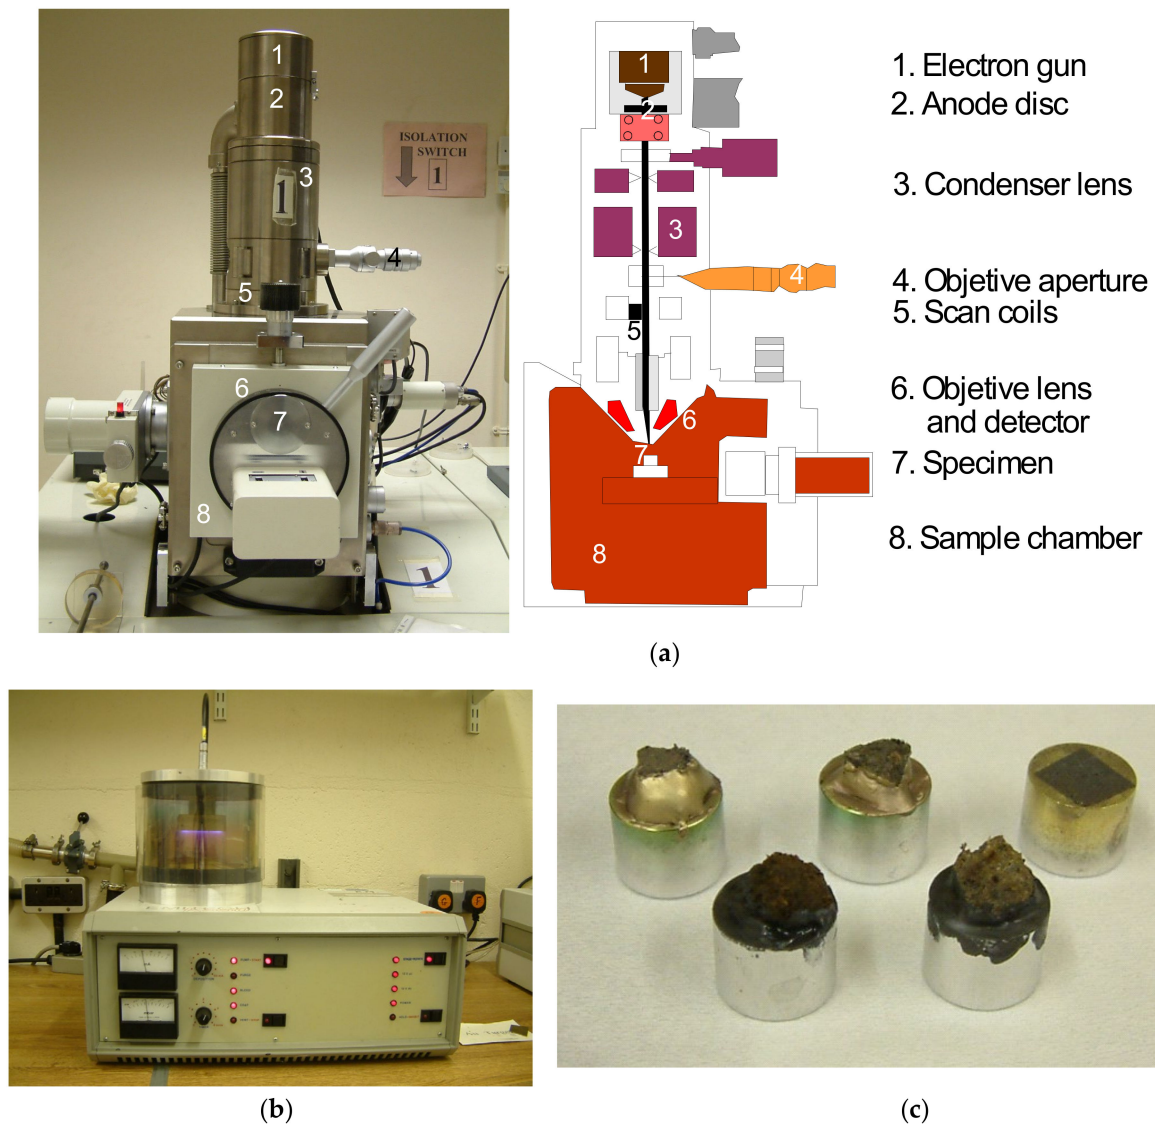 1
2
3
1
4
5
6
7
8
ISOLATION
SWITCH
1
1
1
2
3
4
5
6
7
8
1. Electron gun
2. Anode disc
3. Condenser lens
4. Objetive aperture
5. Scan coils
6. Objetive lens
and detector
7. Specimen
8. Sample chamber
(a)
G
F
(b)
(c)